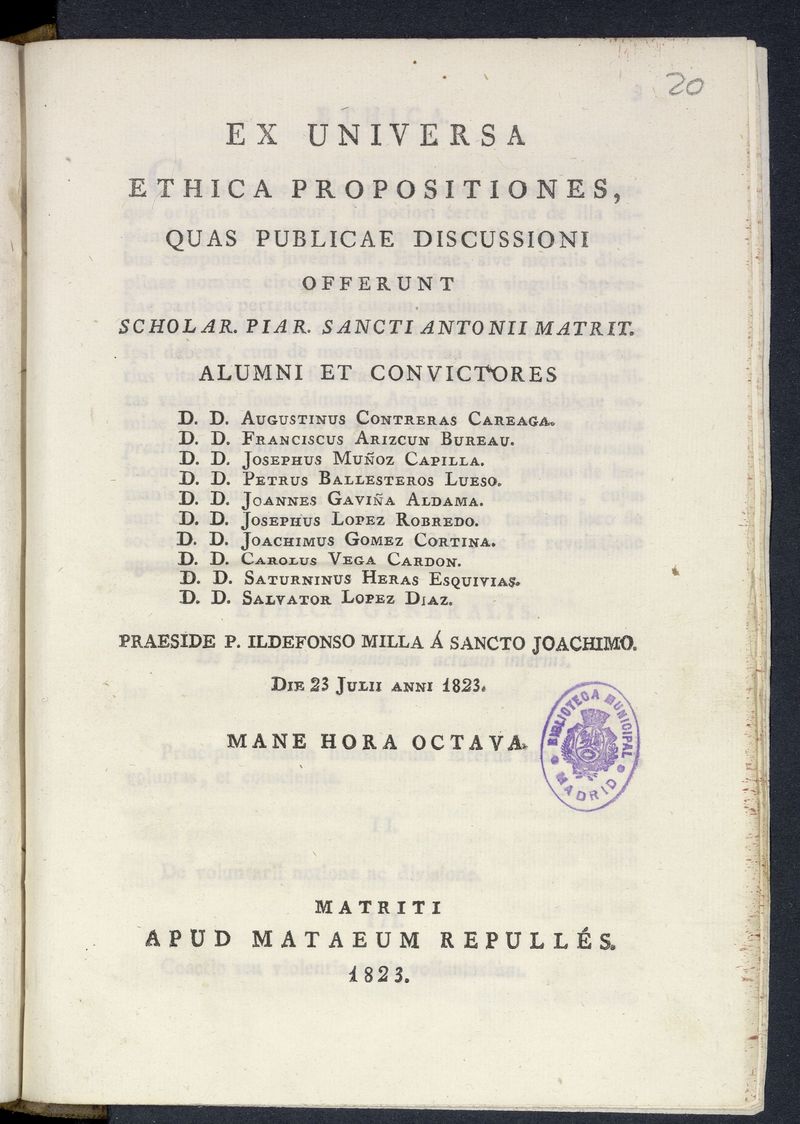 20
EX UNIVERSA
ETHICA PROPOSITIONES,
QUAS PUBLICAE DISCUSSIONI
OFFERUNT
SCHOLAR. PIAR. SANCTI ANTONII MATRIT.
ALUMNI ET CONVICTORES
D. D. AUGUSTINUS CONTRERAS CAREAGA.
D. D. FRANCISCUS ARIZCUN BUREAU.
D. D. JOSEPHUS MUÑOZ CAPILLA.
D. D. PETRUS BALLESTEROS LUESO.
D. D. JOANNES GAVIÑA ALDAMA.
D. D. JOSEPHUS LOPEZ ROBREDO.
D. D. JOACHIMUS GOMEZ CORTINA.
D. D. CAROLUS VEGA CARDON.
D. D. SATURNINUS HERAS ESQUIVIAS.
D. D. SALVATOR LOPEZ DIAZ.
PRAESIDE P. ILDEFONSO MILLA Á SANCTO JOACHIMO.
DIE 23 JULII ANNI 1823.
MANE HORA OCTAVA.
BIBLIOTECA MUNICIPAL
MADRID
MATRITI
APUD MATAEUM REPULLÉS.
1823.